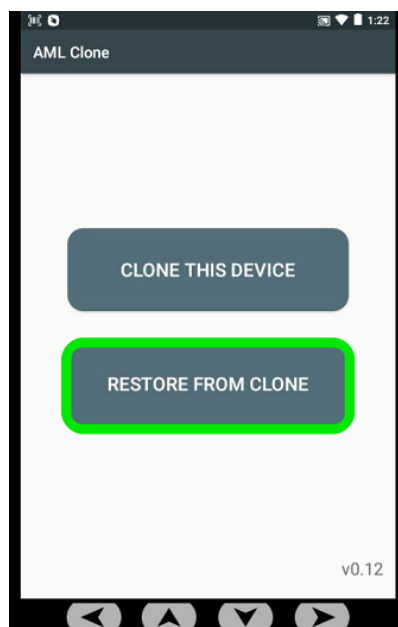 1:22
AML Clone
CLONE THIS DEVICE
RESTORE FROM CLONE
v0.12